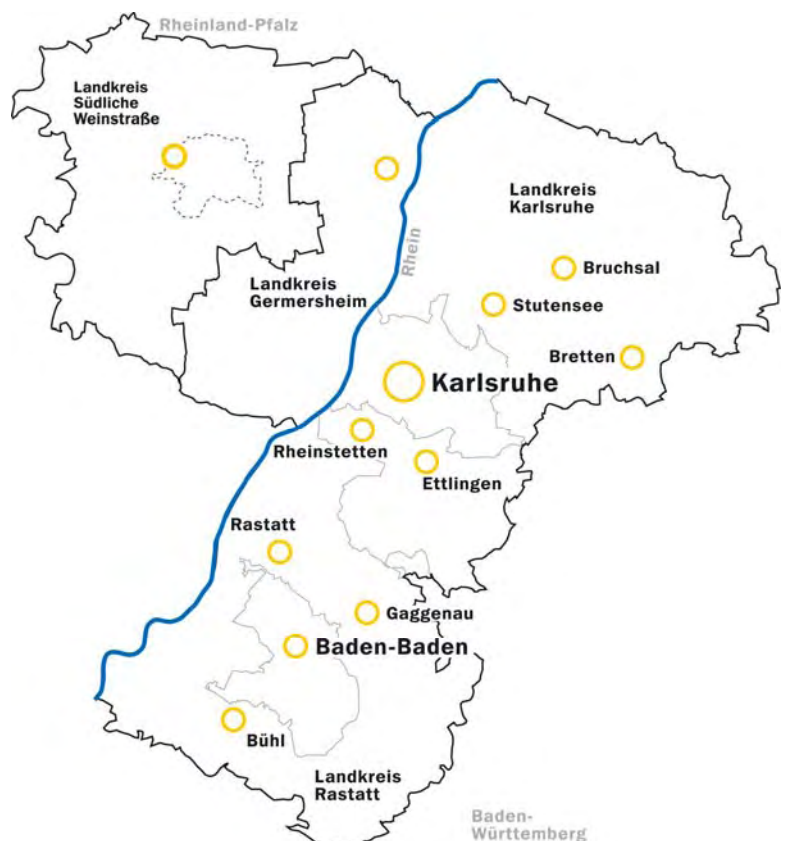 Rheinland-Pfalz
Landkreis
Südliche
Weinstraße
Landkreis
Karlsruhe
Rhein
Bruchsal
Landkreis
Germersheim
Stutensee
Bretten
Karlsruhe
Rheinstetten
Ettlingen
Rastatt
Gaggenau
Baden-Baden
Bühl
Landkreis
Rastatt
Baden-
Württemberg